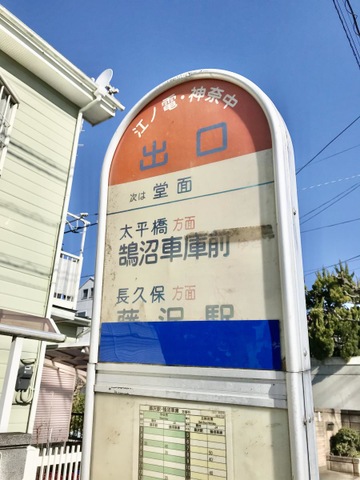 江ノ電・神奈中
出口
次は 堂面
太平橋 方面
鵠沼車庫前
長久保 方面
藤沢駅